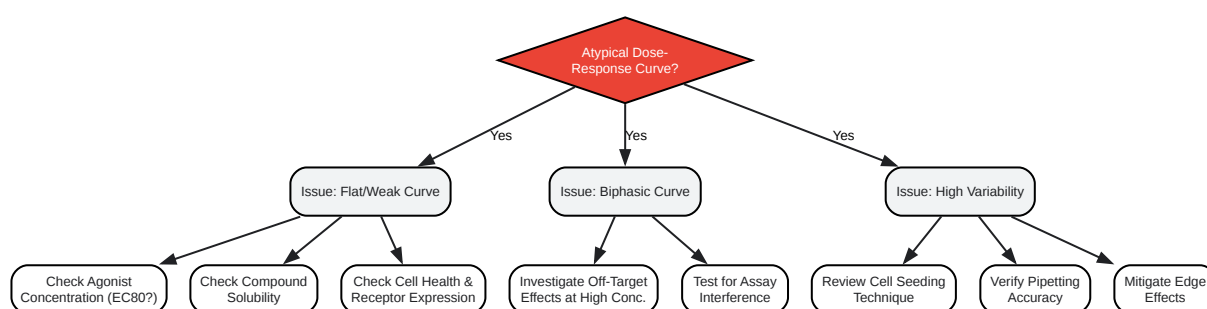 Atypical Dose-
Response Curve?
Yes
Yes
Yes
Issue: Flat/Weak Curve
Issue: Biphasic Curve
Issue: High Variability
Check Agonist
Concentration (EC80?)
Check Compound
Solubility
Check Cell Health &
Receptor Expression
Investigate Off-Target
Effects at High Conc.
Test for Assay
Interference
Review Cell Seeding
Technique
Verify Pipetting
Accuracy
Mitigate Edge
Effects